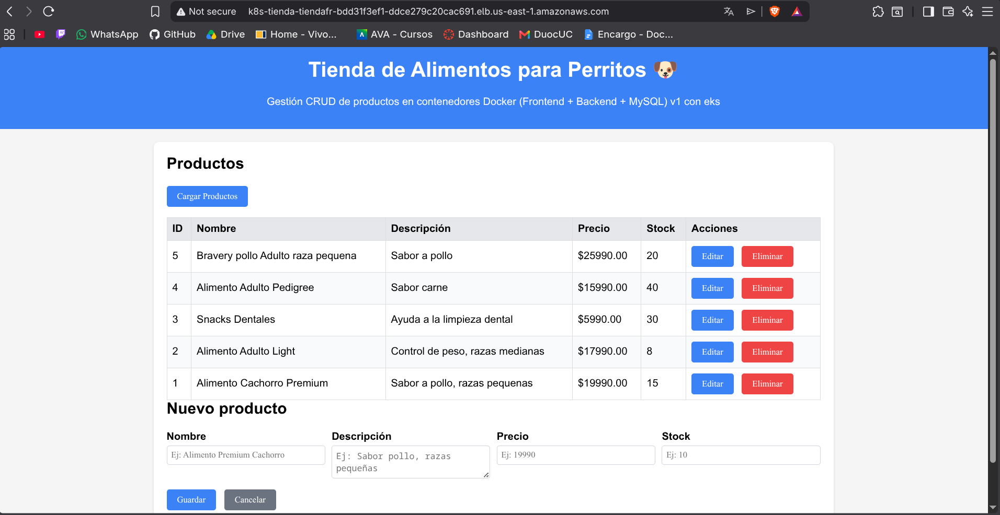 Not secure k8s-tienda-tiendafr-bdd31f3ef1-ddce279c20cac691.elb.us-east-1.amazonaws.com
WhatsApp GitHub Drive Home - Vivo... AVA - Cursos Dashboard DuocUC Encargo - Doc...
Tienda de Alimentos para Perritos 🐶
Gestión CRUD de productos en contenedores Docker (Frontend + Backend + MySQL) v1 con eks
Productos
Cargar Productos
ID Nombre Descripción Precio Stock Acciones
5 Bravery pollo Adulto raza pequena Sabor a pollo $25990.00 20 Editar Eliminar
4 Alimento Adulto Pedigree Sabor carne $15990.00 40 Editar Eliminar
3 Snacks Dentales Ayuda a la limpieza dental $5990.00 30 Editar Eliminar
2 Alimento Adulto Light Control de peso, razas medianas $17990.00 8 Editar Eliminar
1 Alimento Cachorro Premium Sabor a pollo, razas pequenas $19990.00 15 Editar Eliminar
Nuevo producto
Nombre Descripción Precio Stock
Ej: Alimento Premium Cachorro Ej: Sabor pollo, razas Ej: 19990 Ej: 10
pequeñas
Guardar Cancelar